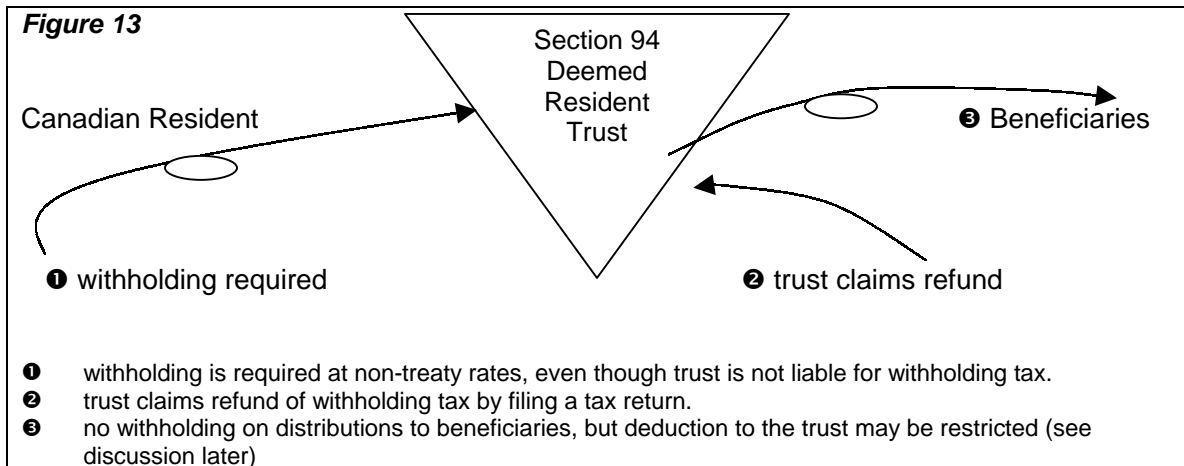 Figure 13
Section 94
Deemed
Resident
Trust
Canadian Resident
❸ Beneficiaries
❶ withholding required
❷ trust claims refund
❶ withholding is required at non-treaty rates, even though trust is not liable for withholding tax.
❷ trust claims refund of withholding tax by filing a tax return.
❸ no withholding on distributions to beneficiaries, but deduction to the trust may be restricted (see
discussion later)